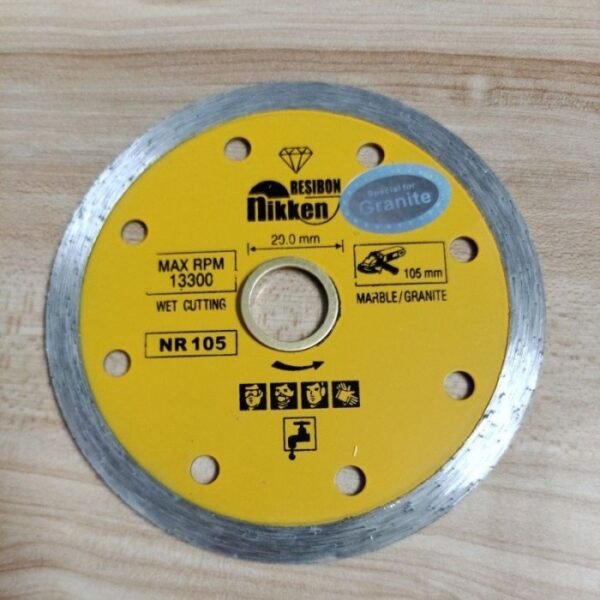 RESIBON
nikken
Special for
Granite
20.0 mm
MAX RPM
13300
WET CUTTING
NR 105
105 mm
MARBLE/GRANITE